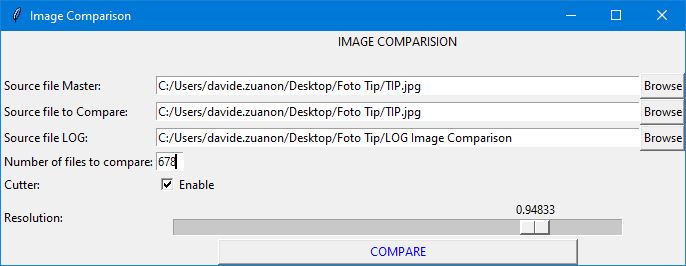 Image Comparison
IMAGE COMPARISION
Source file Master: C:/Users/davide.zuanon/Desktop/Foto Tip/TIP.jpg Browse
Source file to Compare: C:/Users/davide.zuanon/Desktop/Foto Tip/TIP.jpg Browse
Source file LOG: C:/Users/davide.zuanon/Desktop/Foto Tip/LOG Image Comparison Browse
Number of files to compare: 678
Cutter: Enable
0.94833
Resolution:
COMPARE